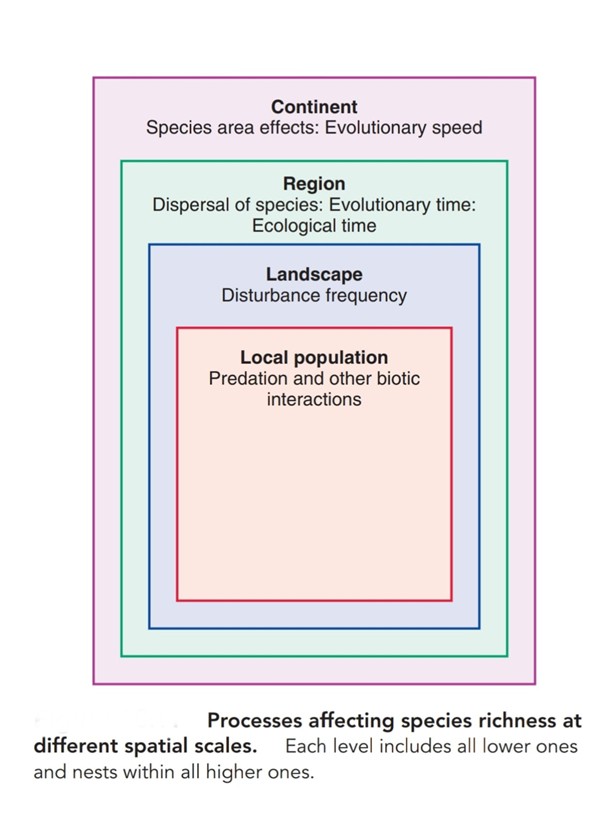 Continent
Species area effects: Evolutionary speed
Region
Dispersal of species: Evolutionary time:
Ecological time
Landscape
Disturbance frequency
Local population
Predation and other biotic
interactions
Processes affecting species richness at
different spatial scales. Each level includes all lower ones
and nests within all higher ones.